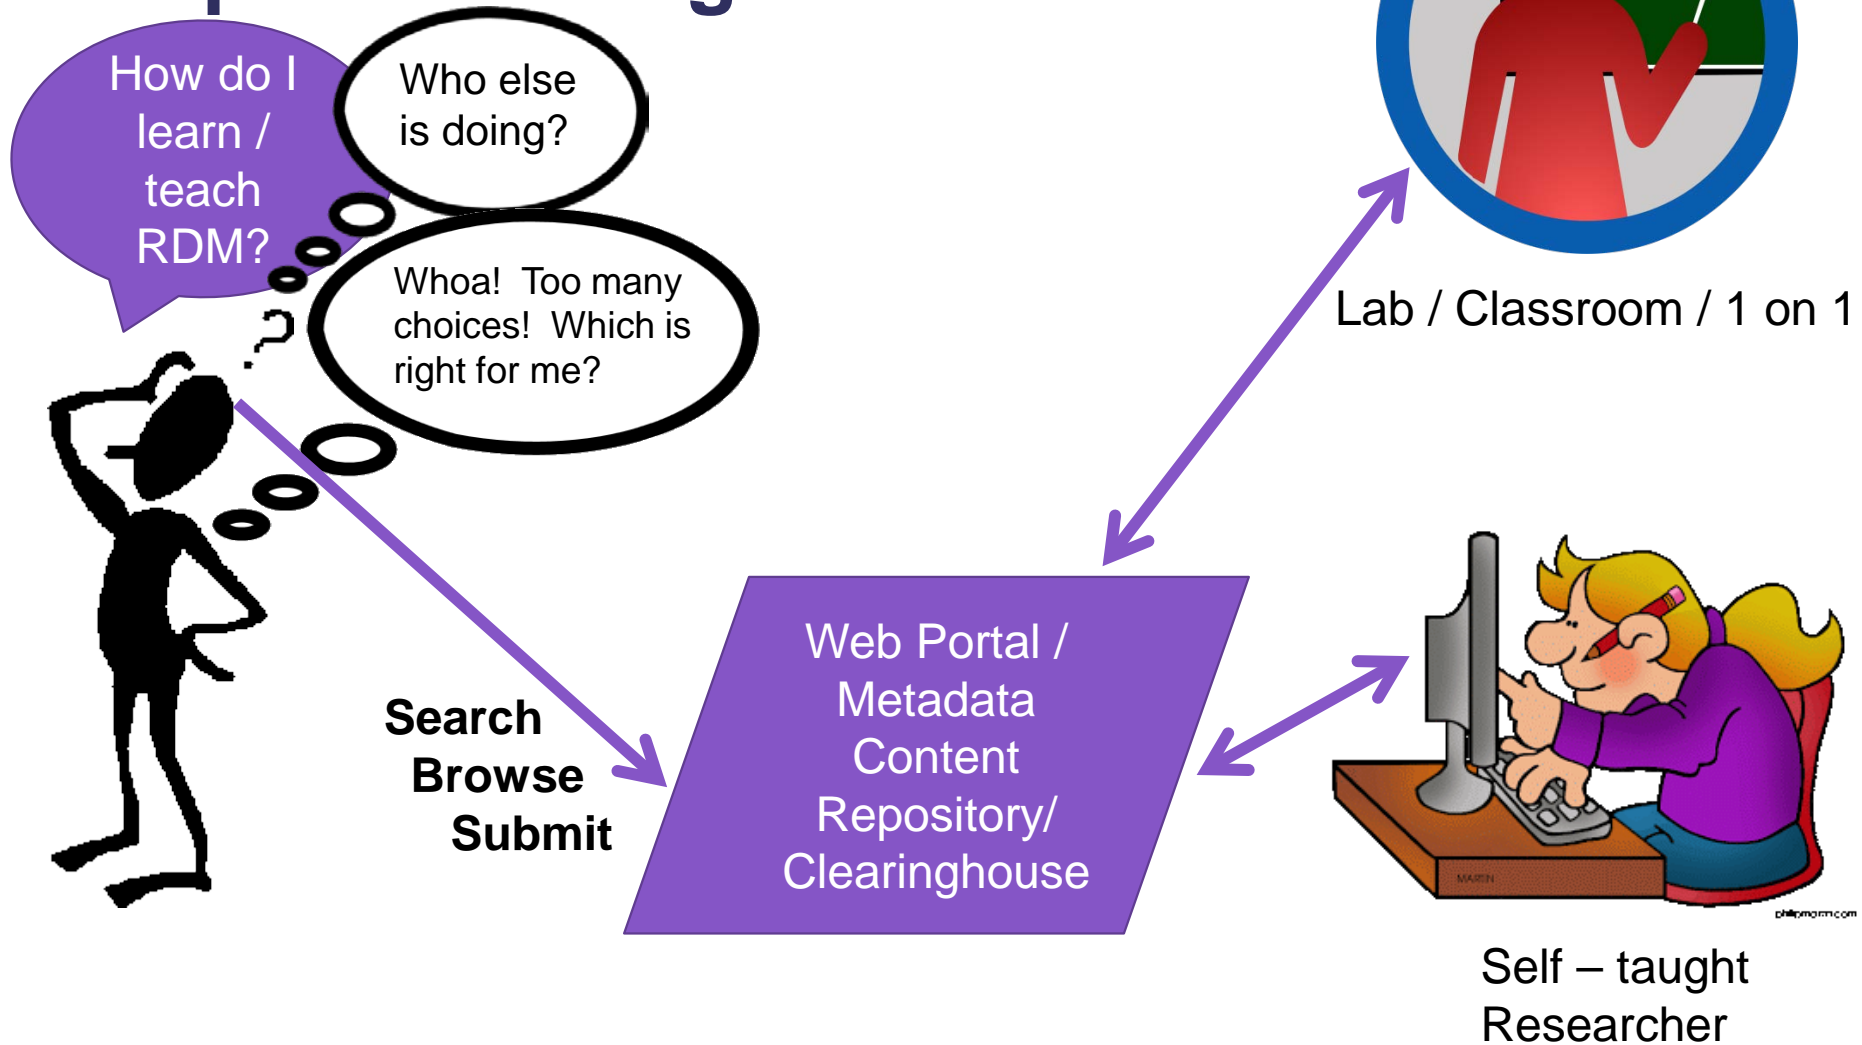 How do I
learn /
teach
RDM?
Who else
is doing?
Whoa!  Too many
choices!  Which is
right for me?
Lab / Classroom / 1 on 1
Search
Browse
Submit
Web Portal /
Metadata
Content
Repository/
Clearinghouse
MARTIN
Self – taught
Researcher